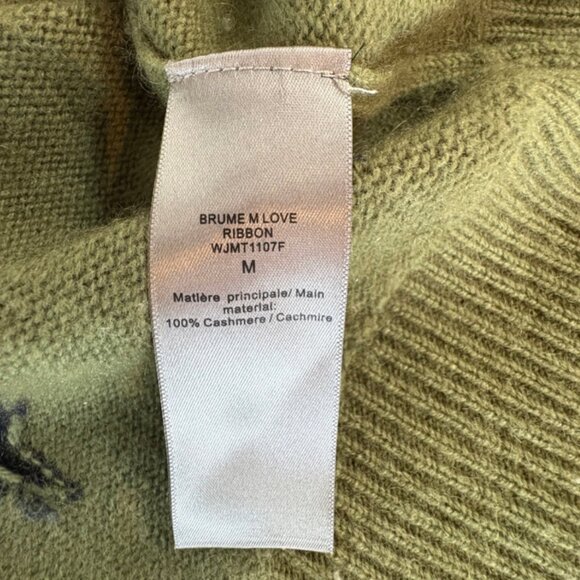 BRUME M LOVE
RIBBON
WJMT1107F
M
Matière principale/ Main
material:
100% Cashmere / Cachmire